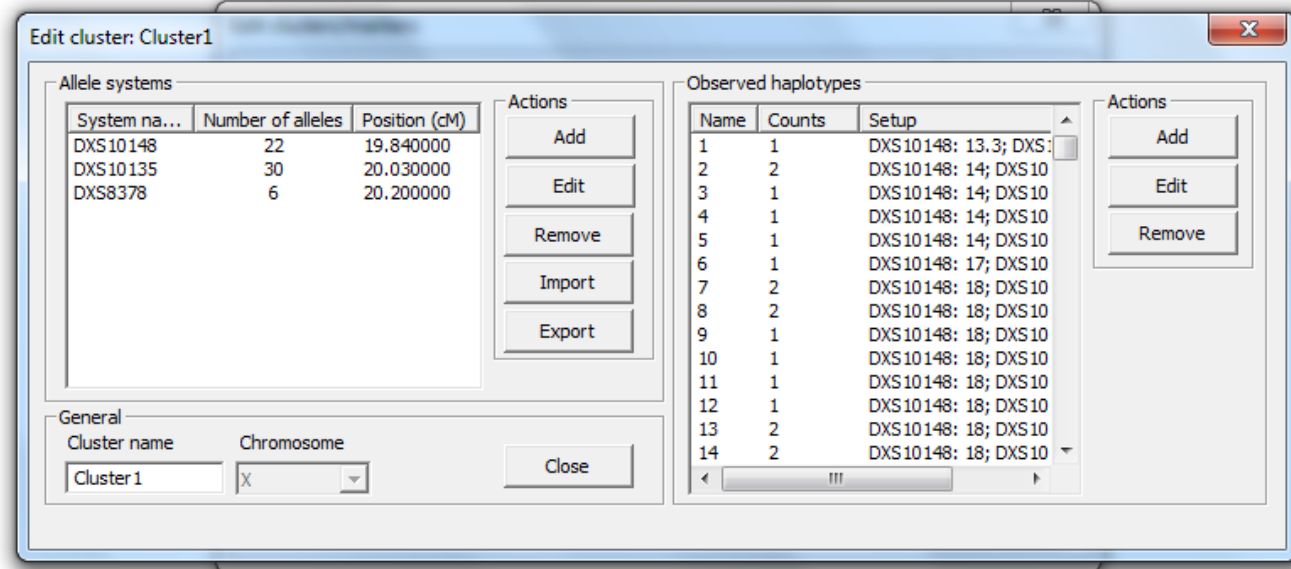 Edit cluster: Cluster1
Allele systems
System na... Number of alleles Position (cM)
DXS10148 22 19.840000
DXS10135 30 20.030000
DXS8378 6 20.200000
Actions
Add
Edit
Remove
Import
Export
General
Cluster name Chromosome
Cluster1 X
Close
Observed haplotypes
Name Counts Setup
1 1 DXS10148: 13.3; DXS1
2 2 DXS10148: 14; DXS10
3 1 DXS10148: 14; DXS10
4 1 DXS10148: 14; DXS10
5 1 DXS10148: 14; DXS10
6 1 DXS10148: 17; DXS10
7 2 DXS10148: 18; DXS10
8 2 DXS10148: 18; DXS10
9 1 DXS10148: 18; DXS10
10 1 DXS10148: 18; DXS10
11 1 DXS10148: 18; DXS10
12 1 DXS10148: 18; DXS10
13 2 DXS10148: 18; DXS10
14 2 DXS10148: 18; DXS10
Actions
Add
Edit
Remove